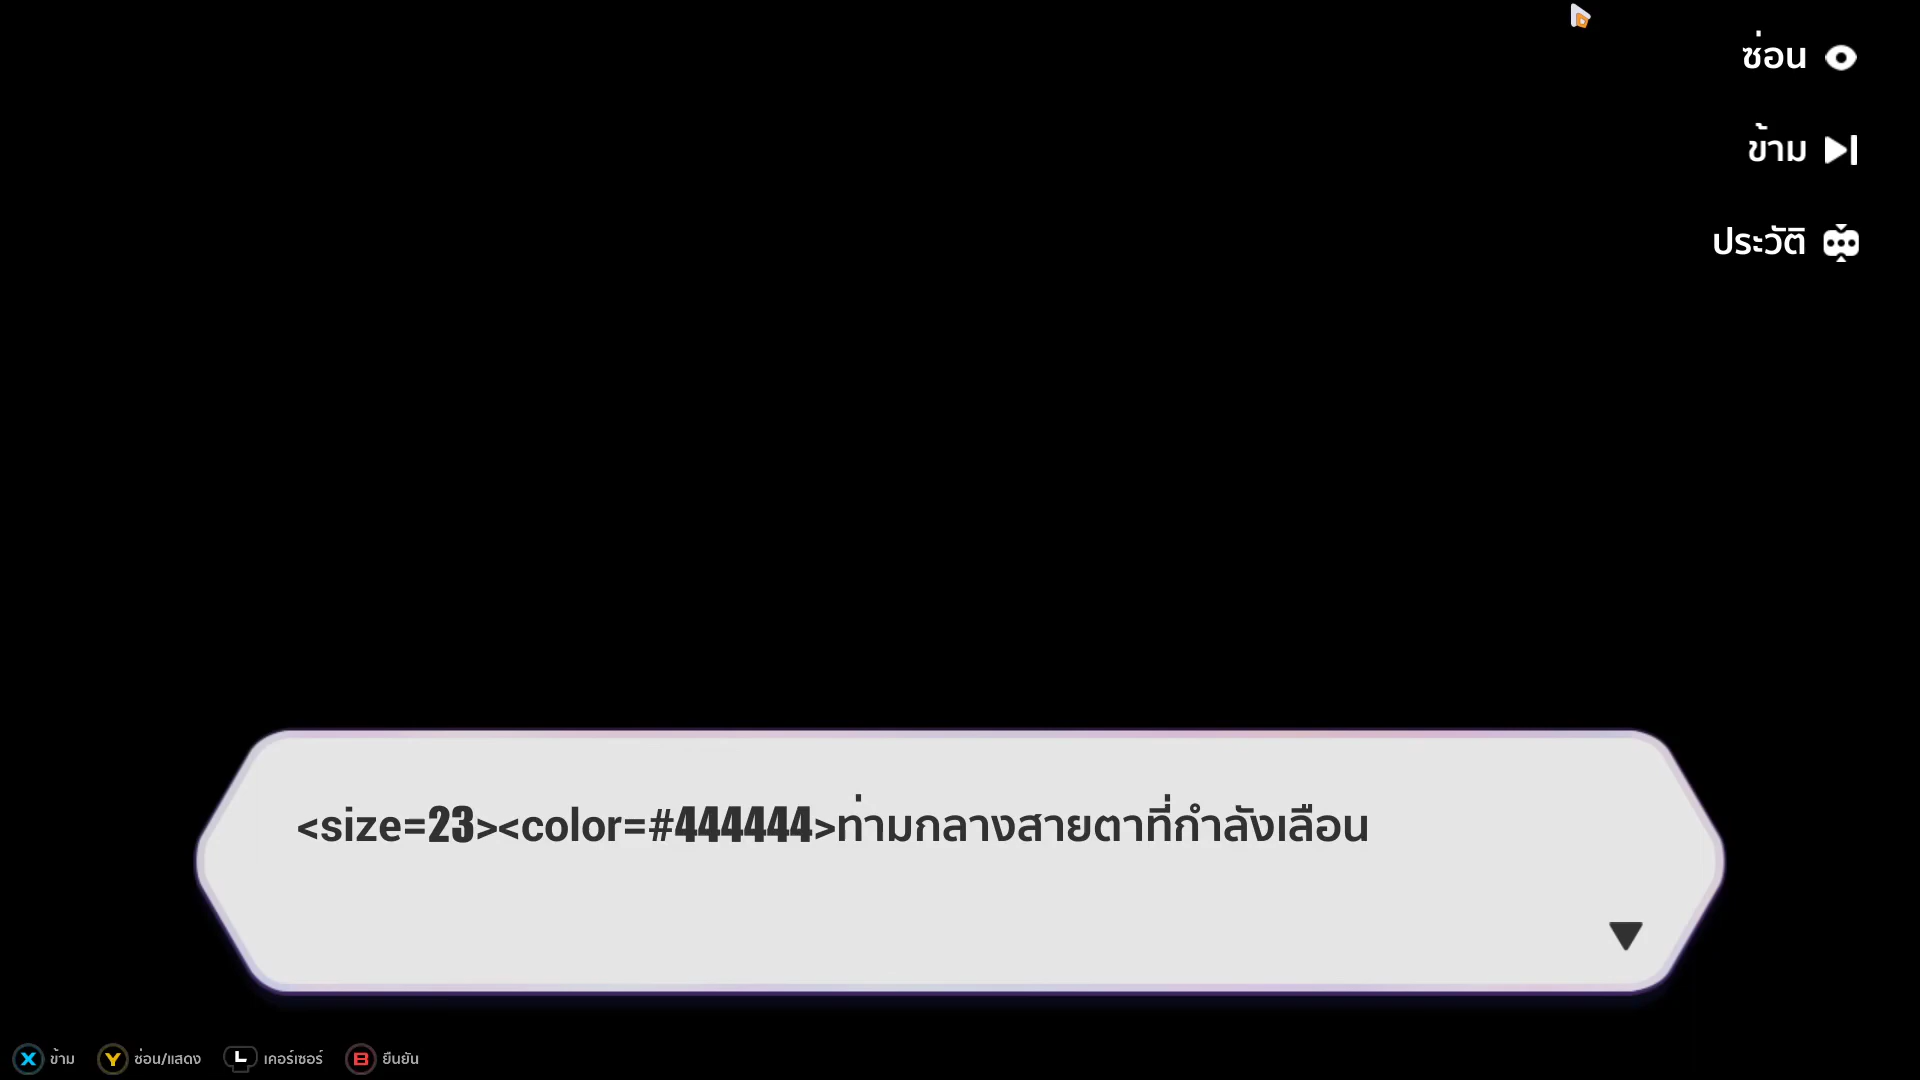 ซ่อน
ข้าม
ประวัติ
<size=23><color=#444444>ท่ามกลางสายตาที่กำลังเลือน
X ข้าม Y ซ่อน/แสดง L เคอร์เซอร์ B ยืนยัน